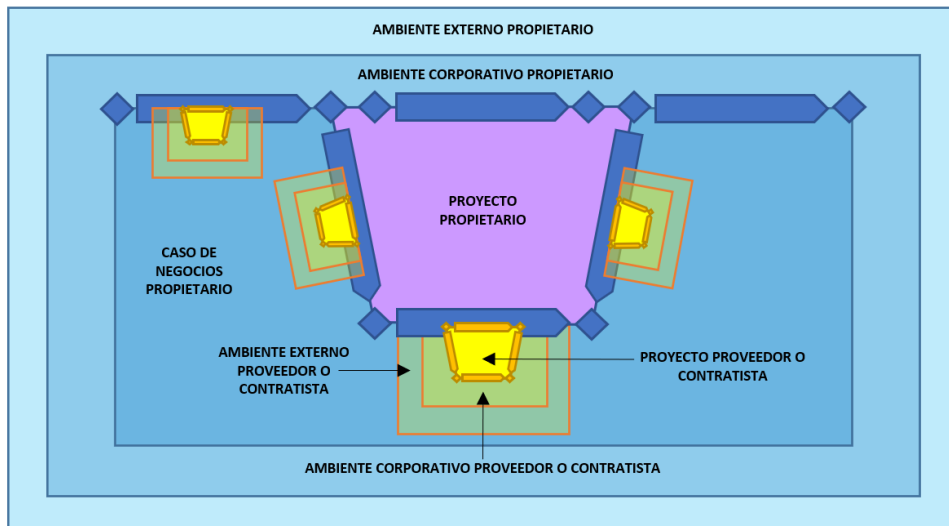 AMBIENTE EXTERNO PROPIETARIO
AMBIENTE CORPORATIVO PROPIETARIO
PROYECTO
PROPIETARIO
CASO DE
NEGOCIOS
PROPIETARIO
AMBIENTE EXTERNO
PROVEEDOR O
CONTRATISTA
PROYECTO PROVEEDOR O
CONTRATISTA
AMBIENTE CORPORATIVO PROVEEDOR O CONTRATISTA